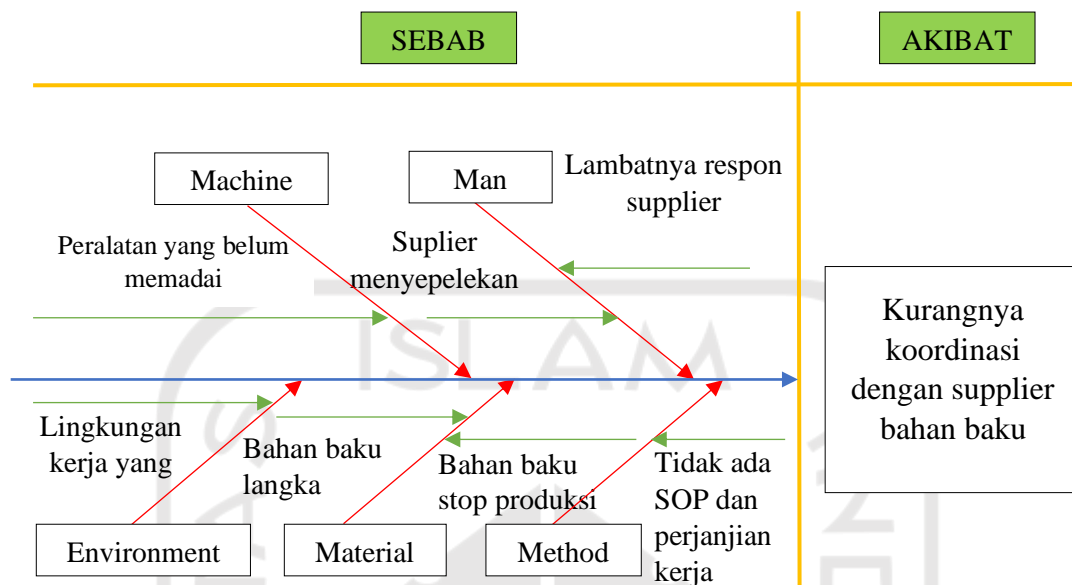 SEBAB
AKIBAT
Machine
Man
Lambatnya respon
supplier
Peralatan yang belum
memadai
Suplier
menyepelekan
Kurangnya
koordinasi
dengan supplier
bahan baku
ISLAM
Lingkungan
kerja yang
Bahan baku
langka
Bahan baku
stop produksi
Tidak ada
SOP dan
perjanjian
kerja
Environment
Material
Method